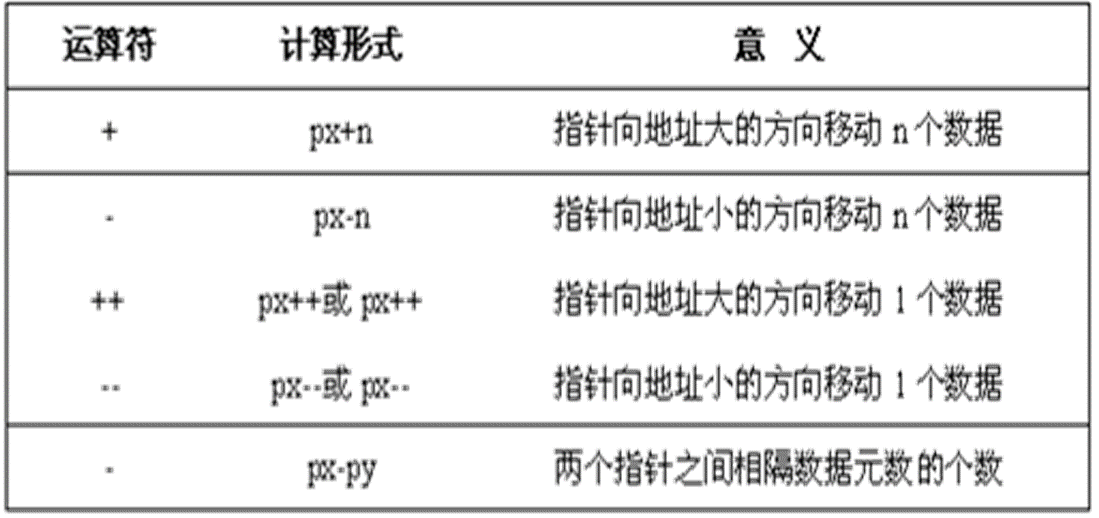 运算符 计算形式 意 义
+ px+n 指针向地址大的方向移动 n 个数据
- px-n 指针向地址小的方向移动 n 个数据
++ px++或 px++ 指针向地址大的方向移动 1 个数据
-- px--或 px-- 指针向地址小的方向移动 1 个数据
- px-py 两个指针之间相隔数据元数的个数